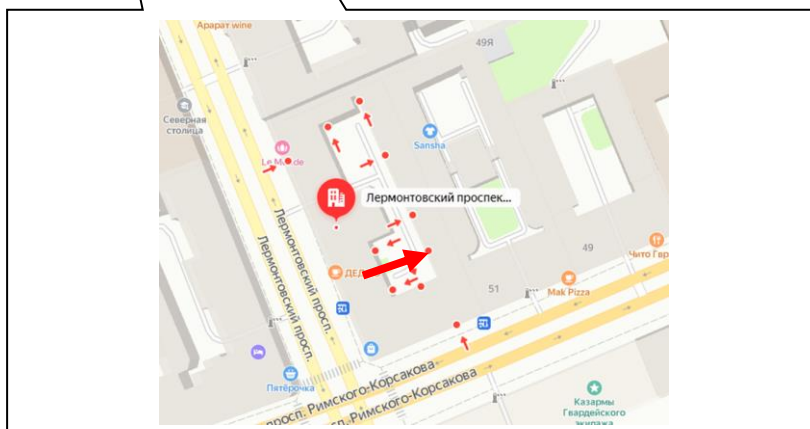 Арарат wine
49Я
Северная
столица
Le Monde
Sansha
Лермонтовский проспек...
Лермонтовский просп.
Лермонтовский просп.
49
Чито Гвр
51
Mak Pizza
Пятёрочка
просп. Римского-Корсакова
просп. Римского-Корсакова
Казармы
Гвардейского
экипажа